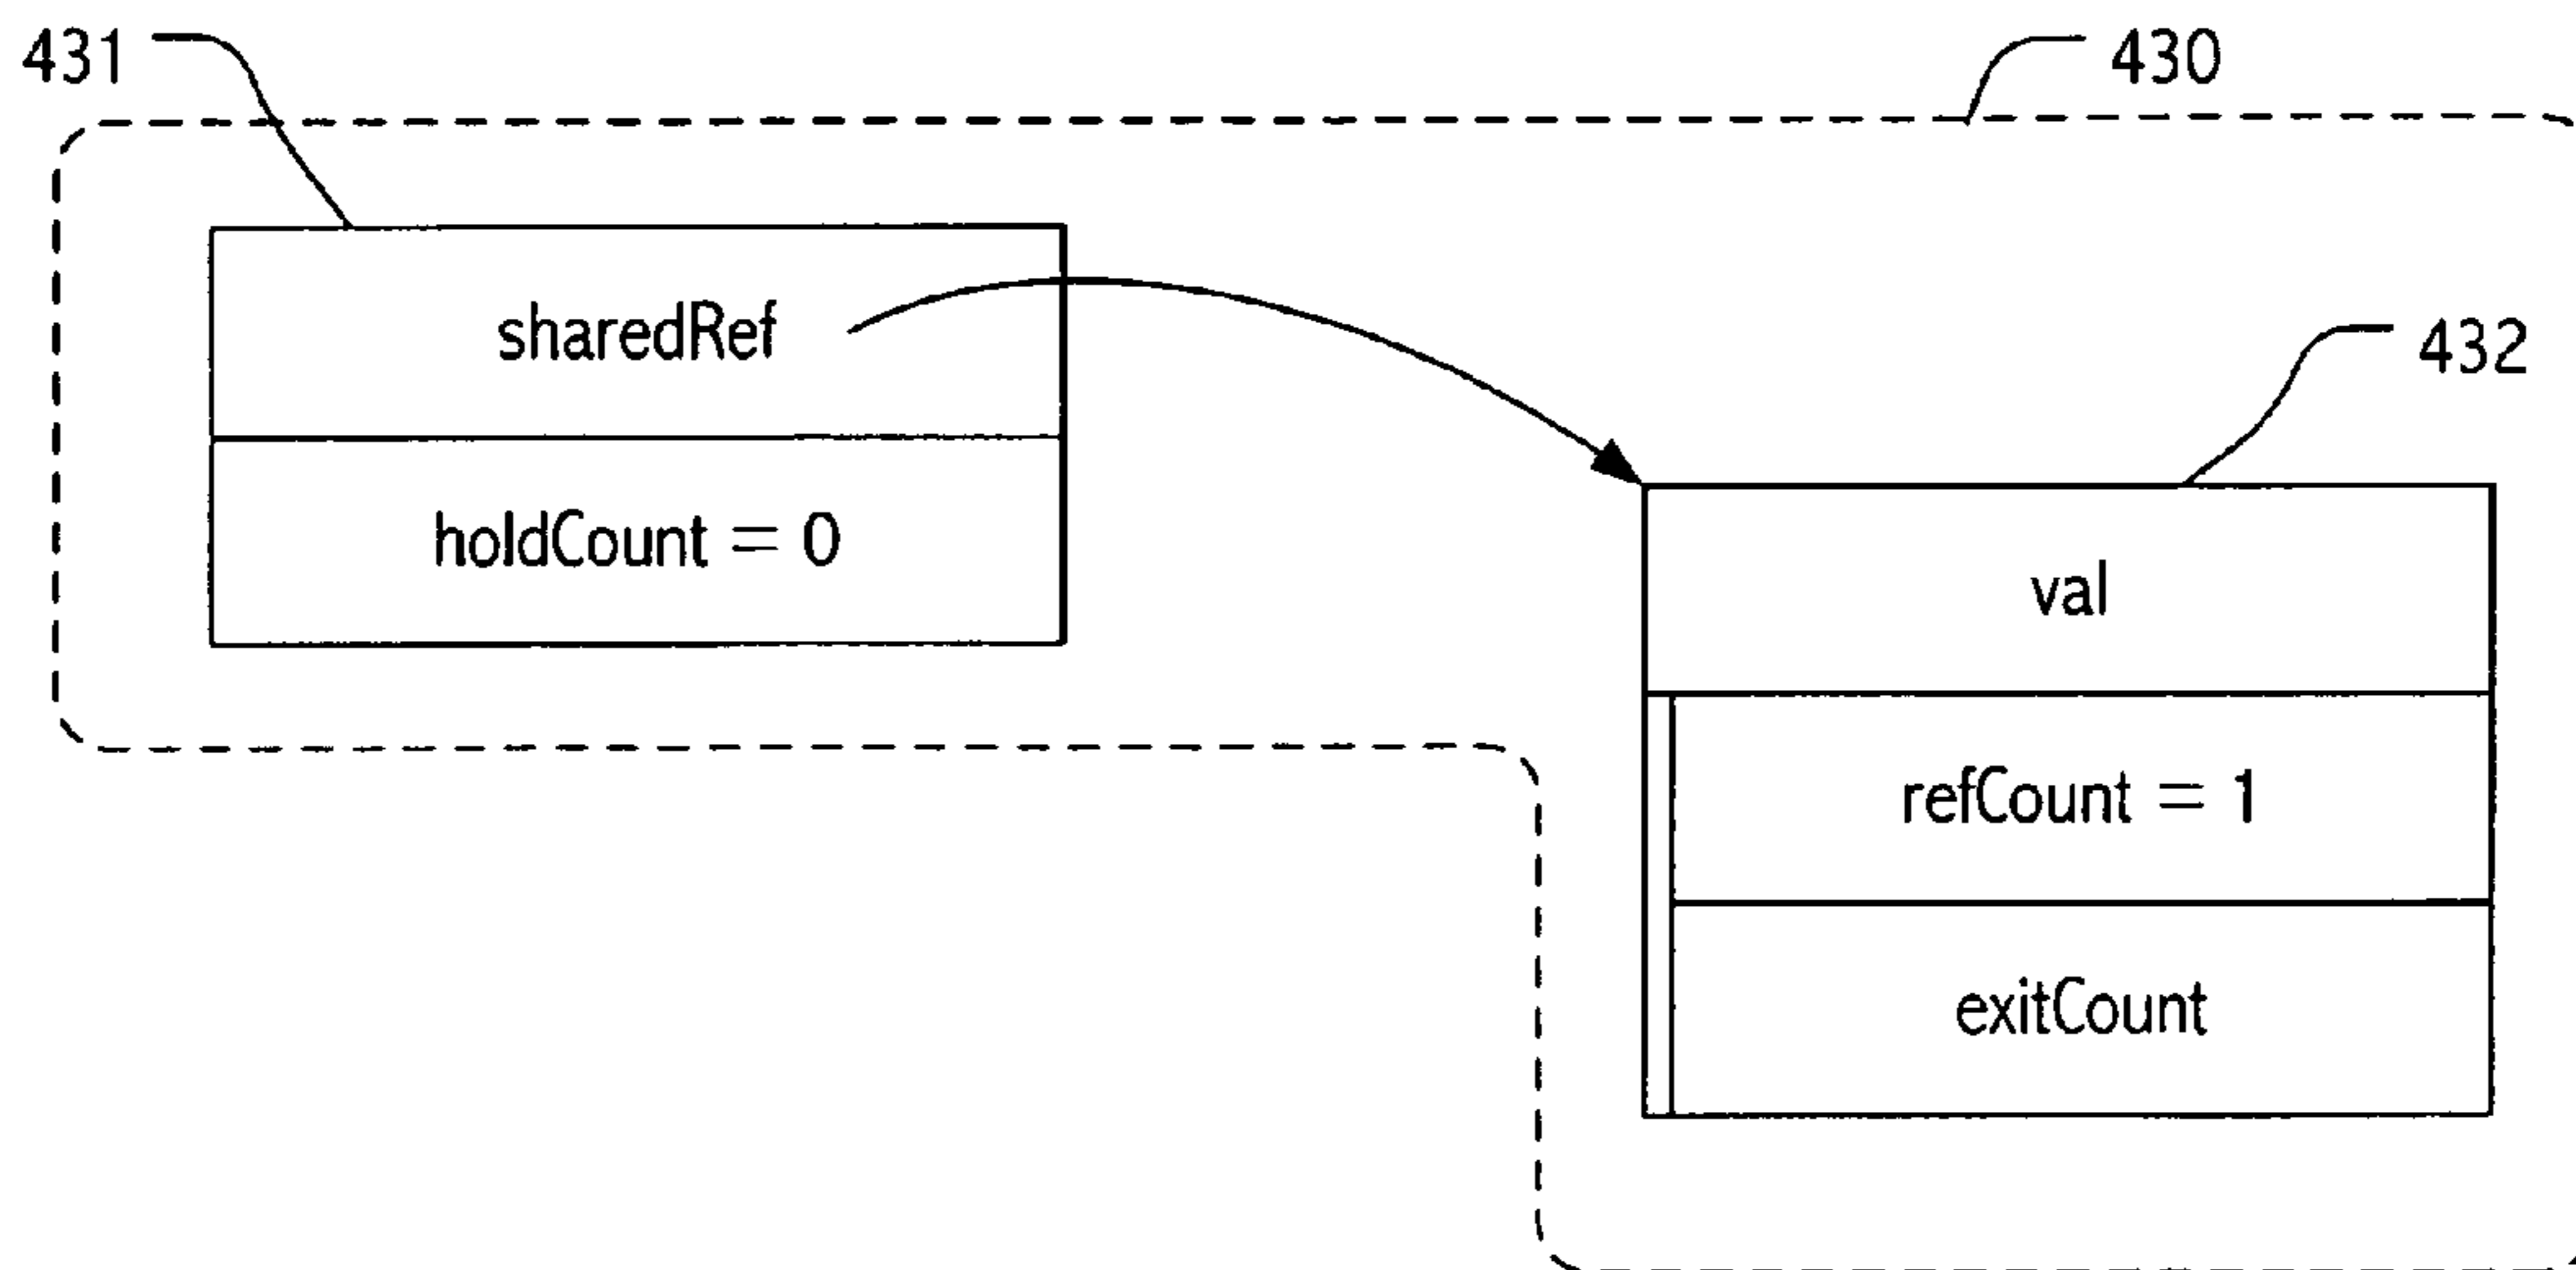 431
430
sharedRef
432
holdCount = 0
val
refCount = 1
exitCount